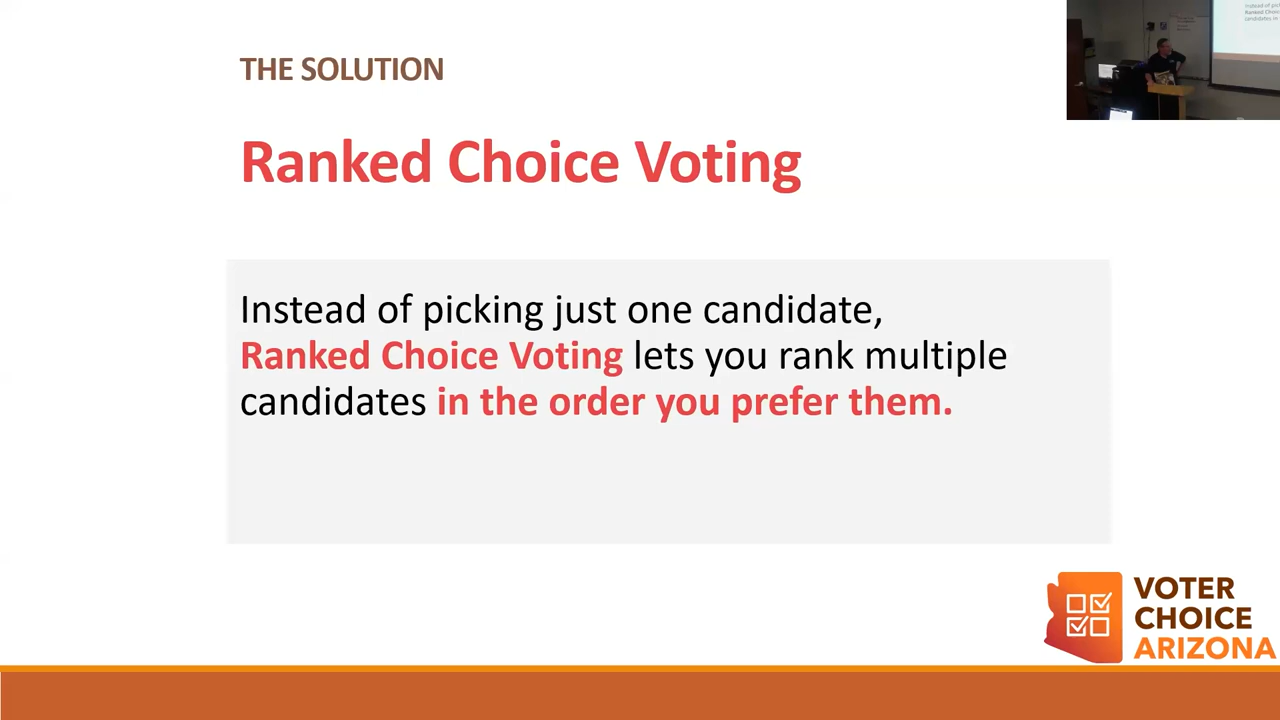 THE SOLUTION
Ranked Choice Voting
Instead of picking just one candidate,
Ranked Choice Voting lets you rank multiple
candidates in the order you prefer them.
VOTER
CHOICE
ARIZONA